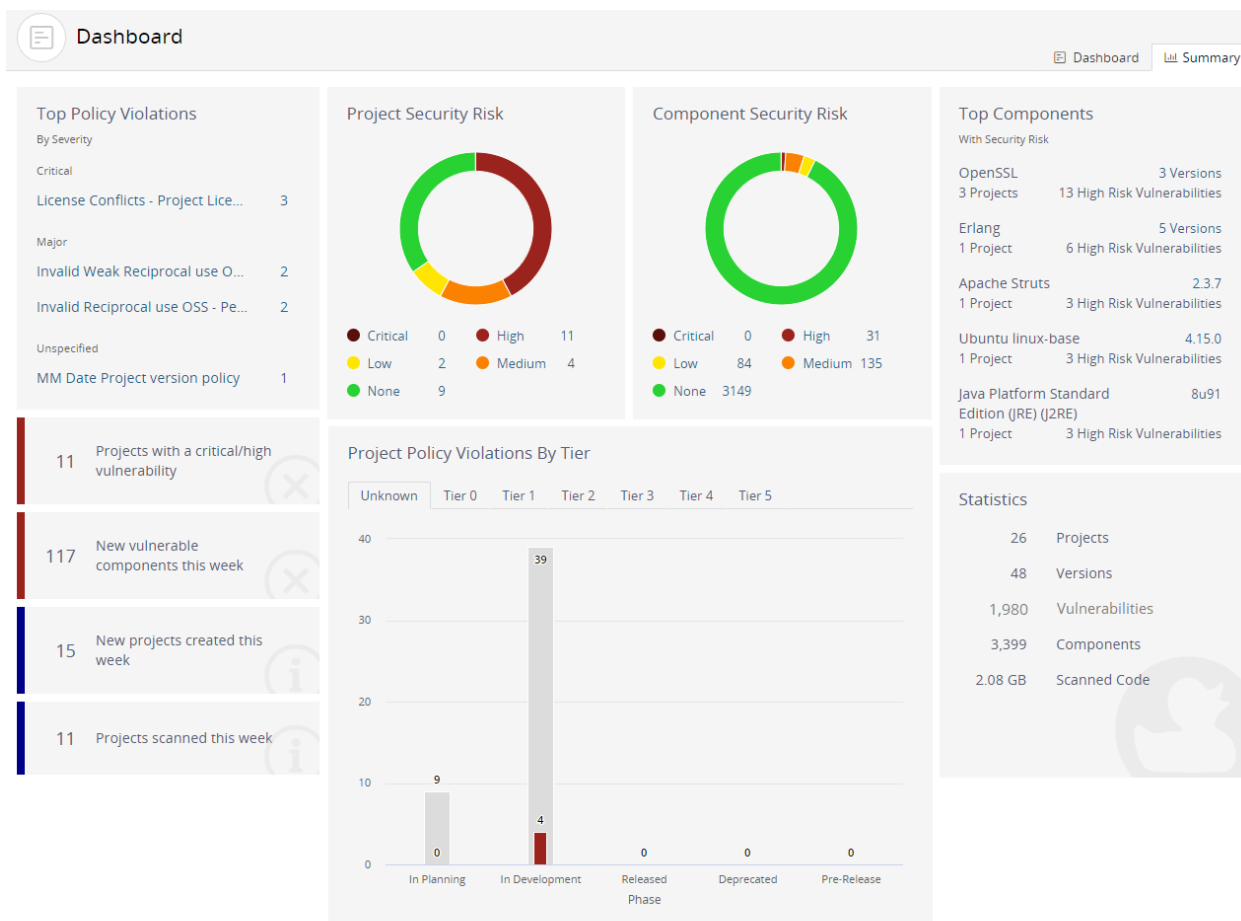 Dashboard
Dashboard
Summary
Top Policy Violations
By Severity
Critical
License Conflicts - Project Lice... 3
Major
Invalid Weak Reciprocal use O... 2
Invalid Reciprocal use OSS - Pe... 2
Unspecified
MM Date Project version policy 1
11 Projects with a critical/high
vulnerability
117 New vulnerable
components this week
15 New projects created this
week
11 Projects scanned this week
Project Security Risk
Critical 0 High 11
Low 2 Medium 4
None 9
Component Security Risk
Critical 0 High 31
Low 84 Medium 135
None 3149
Project Policy Violations By Tier
Unknown Tier 0 Tier 1 Tier 2 Tier 3 Tier 4 Tier 5
40
39
30
20
10
9
4
0
0
0
0
0
In Planning In Development Released Deprecated Pre-Release
Phase
Top Components
With Security Risk
OpenSSL 3 Versions
3 Projects 13 High Risk Vulnerabilities
Erlang 5 Versions
1 Project 6 High Risk Vulnerabilities
Apache Struts 2.3.7
1 Project 3 High Risk Vulnerabilities
Ubuntu linux-base 4.15.0
1 Project 3 High Risk Vulnerabilities
Java Platform Standard 8u91
Edition (JRE) (J2RE)
1 Project 3 High Risk Vulnerabilities
Statistics
26 Projects
48 Versions
1,980 Vulnerabilities
3,399 Components
2.08 GB Scanned Code